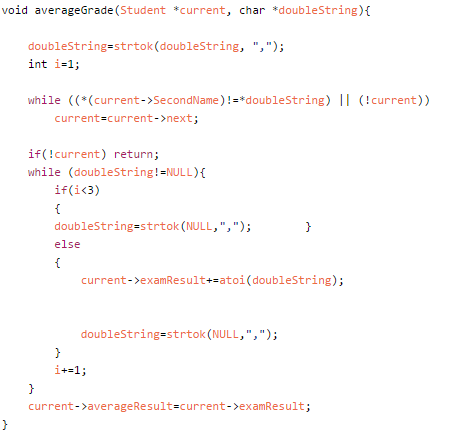 void averageGrade(Student *current, char *doubleString){
doubleString=strtok(doubleString, ",");
int i=1;
while ((*(current->SecondName)!=*doubleString) || (!current))
current=current->next;
if(!current) return;
while (doubleString!=NULL){
if(i<3)
{
doubleString=strtok(NULL,","); }
else
{
current->examResult+=atoi(doubleString);
doubleString=strtok(NULL,",");
}
i+=1;
}
current->averageResult=current->examResult;
}